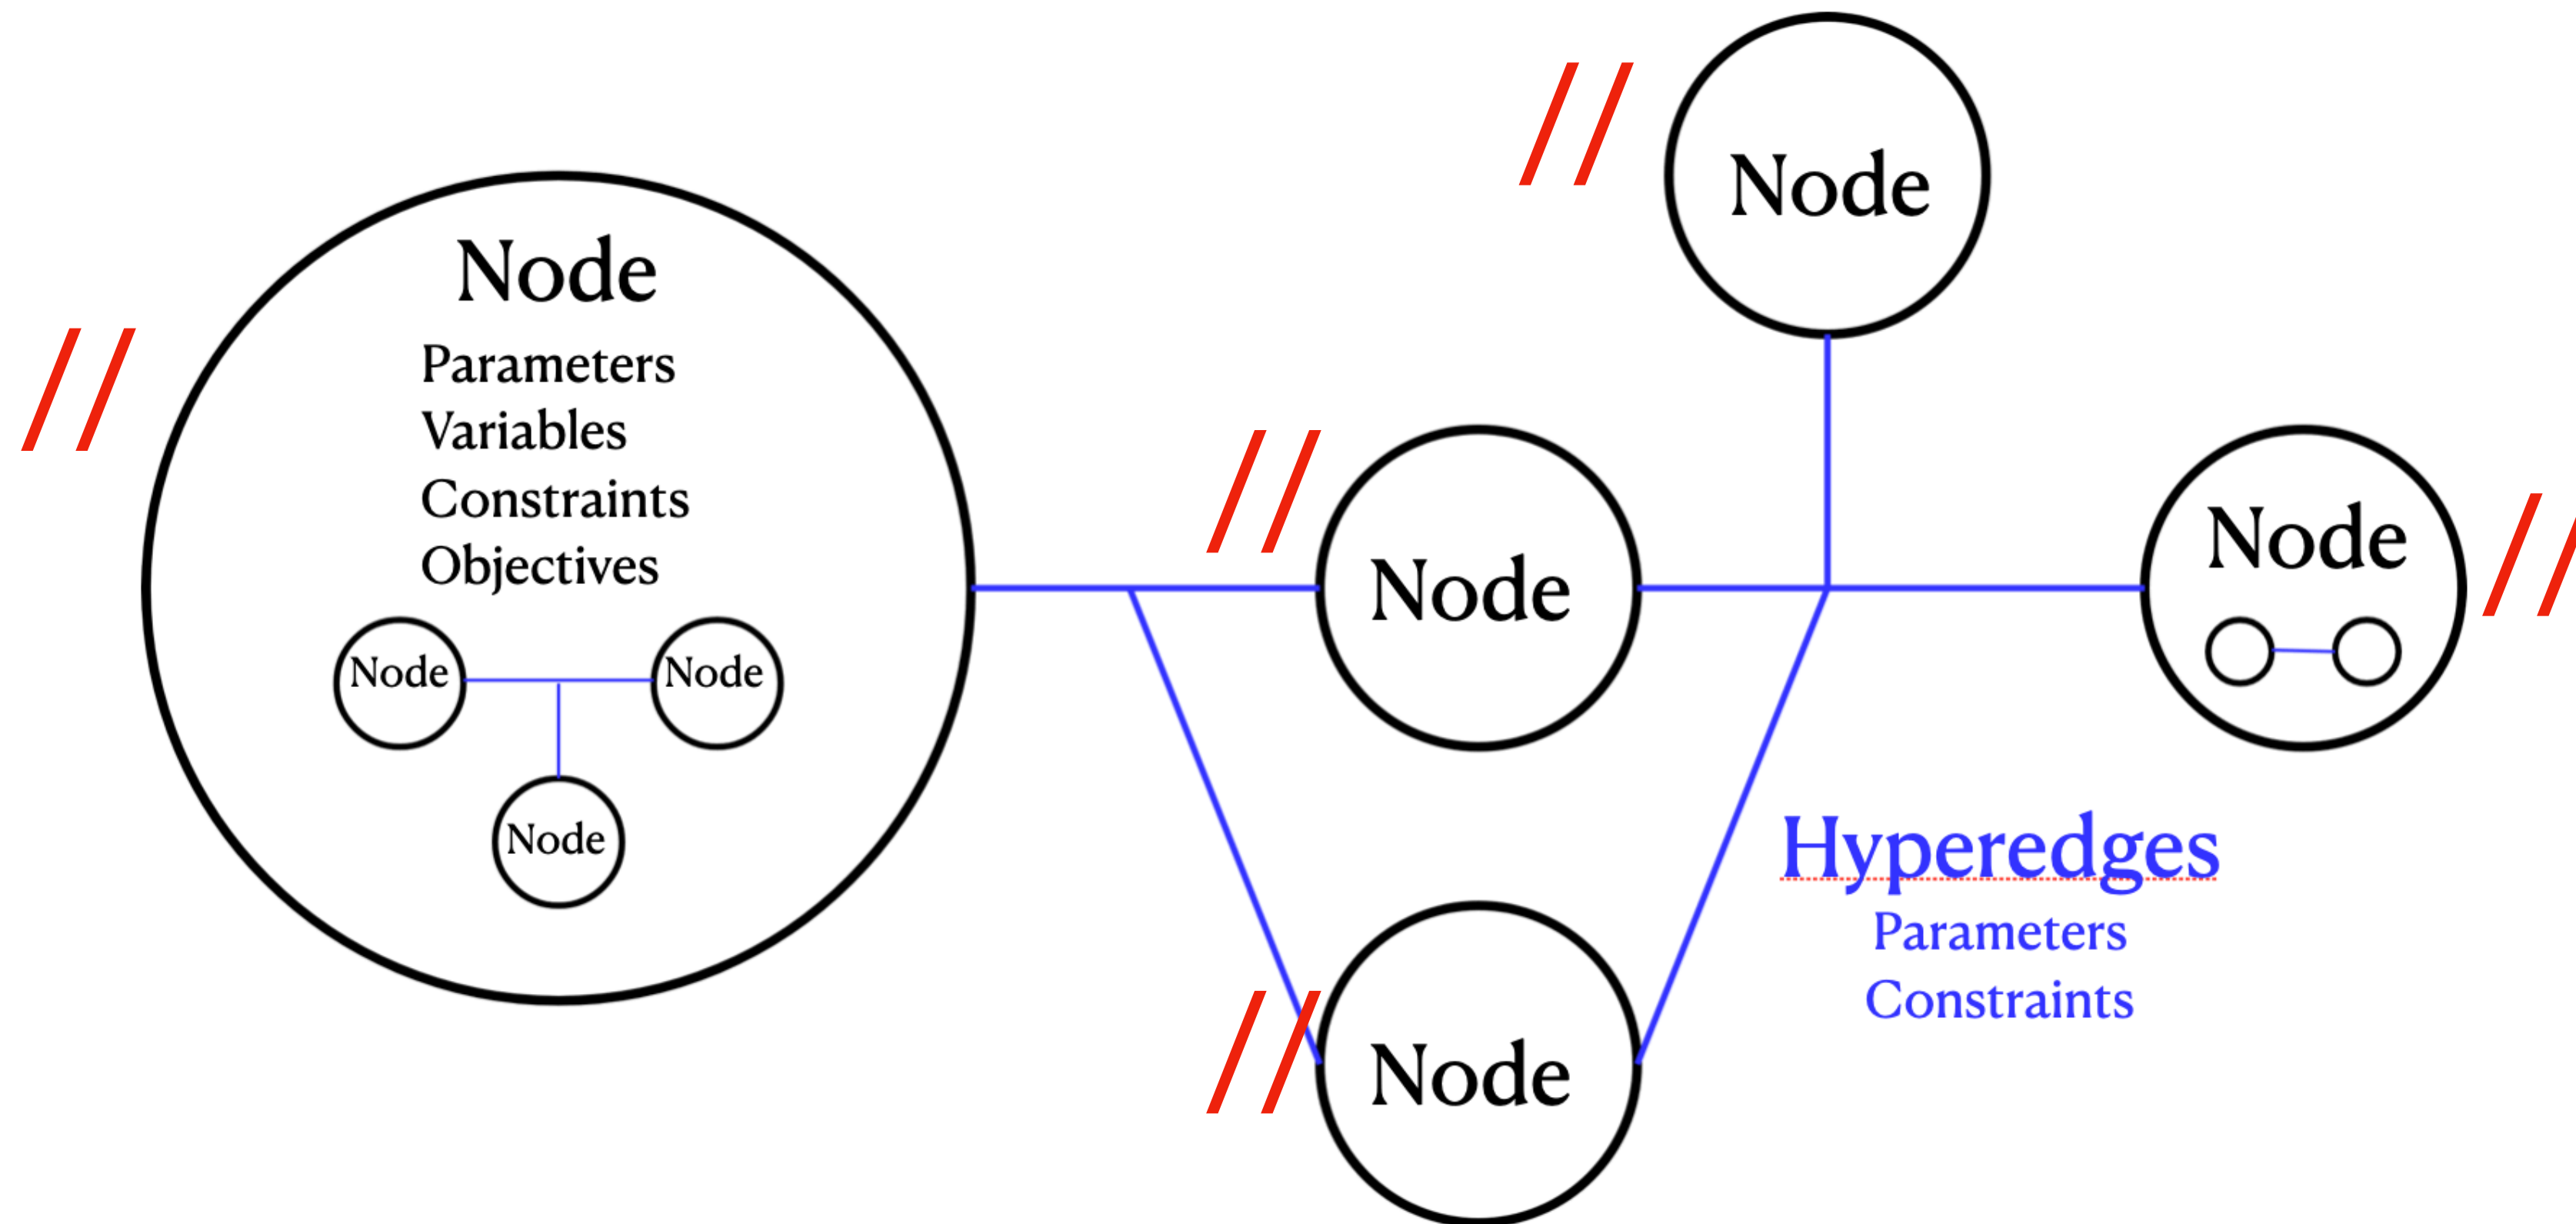 Node
Parameters
Variables
Constraints
Objectives
Node
Node
Node
//
//
Node
//
Node
//
Node
Node
//
Hyperedges
Parameters
Constraints